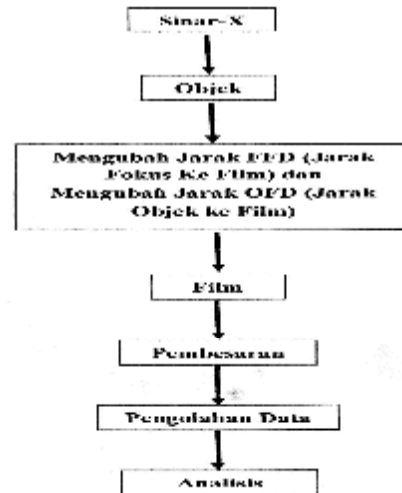 Sinar-X
Objek
Mengubah Jarak FFD (Jarak
Fokus Ke Film) dan
Mengubah Jarak OFD (Jarak
Objek ke Film)
Film
Pembesaran
Pengolahan Data
Analisis